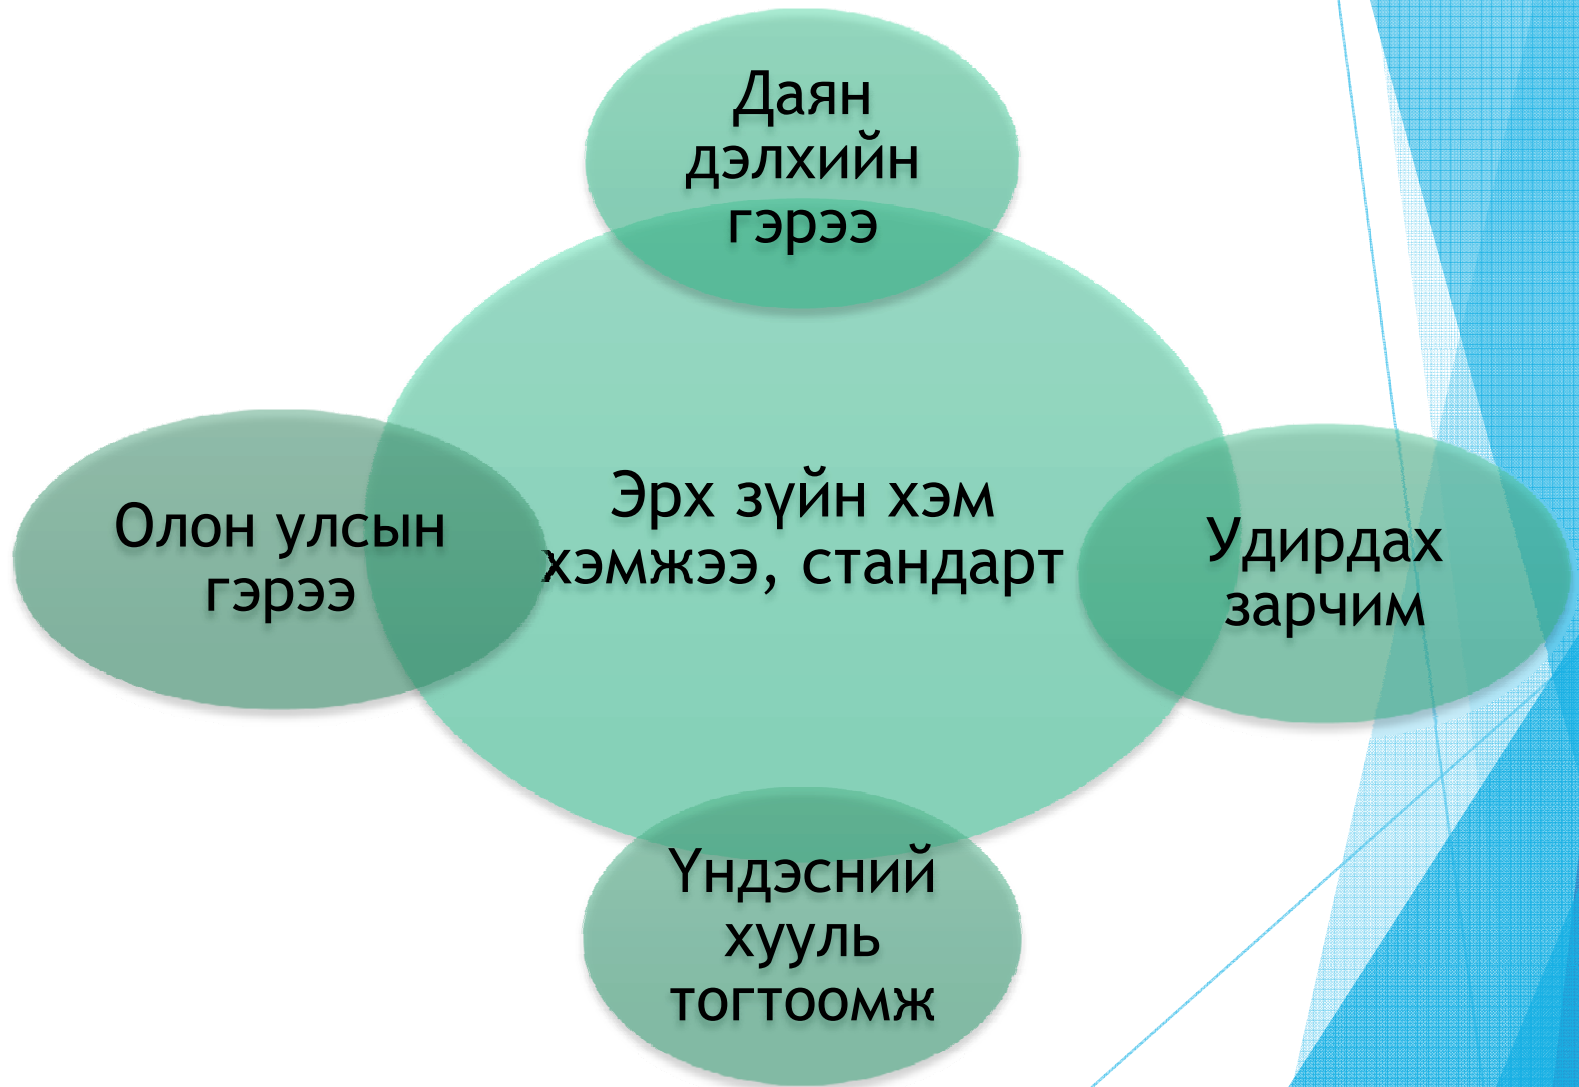 Даян
дэлхийн
гэрээ
Олон улсын
гэрээ
Эрх зүйн хэм
хэмжээ, стандарт
Удирдах
зарчим
Үндэсний
хууль
тогтоомж